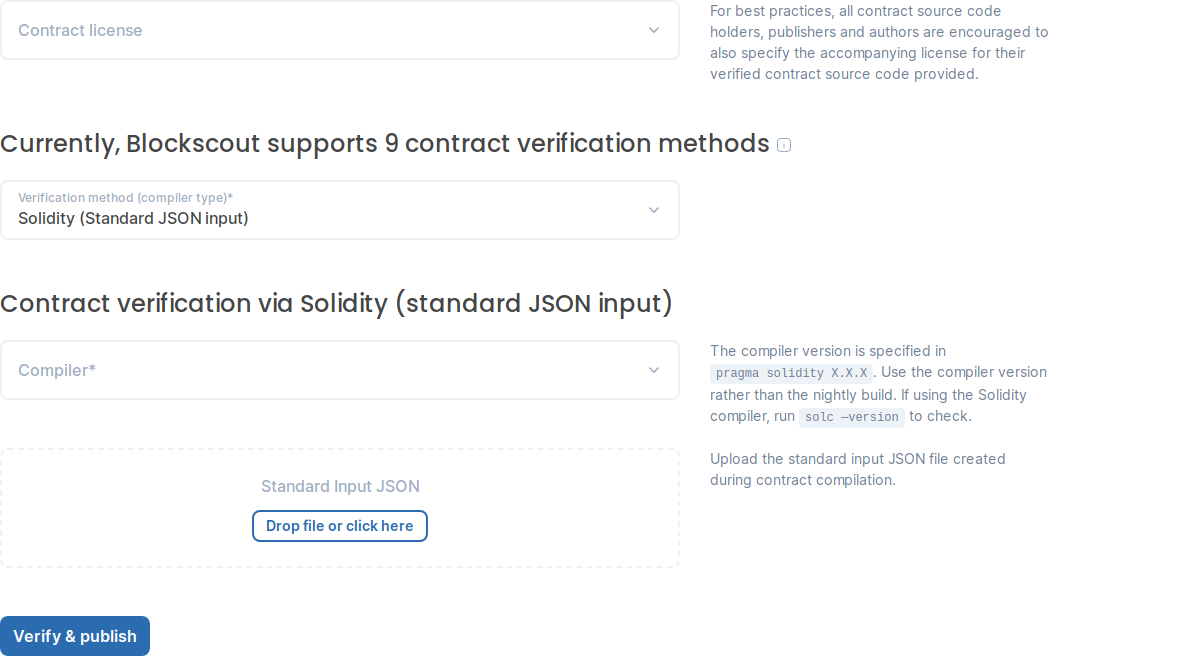 Contract license
For best practices, all contract source code
holders, publishers and authors are encouraged to
also specify the accompanying license for their
verified contract source code provided.
Currently, Blockscout supports 9 contract verification methods
Verification method (compiler type)*
Solidity (Standard JSON input)
Contract verification via Solidity (standard JSON input)
Compiler*
The compiler version is specified in
pragma solidity X.X.X. Use the compiler version
rather than the nightly build. If using the Solidity
compiler, run solc —version to check.
Standard Input JSON
Drop file or click here
Upload the standard input JSON file created
during contract compilation.
Verify & publish